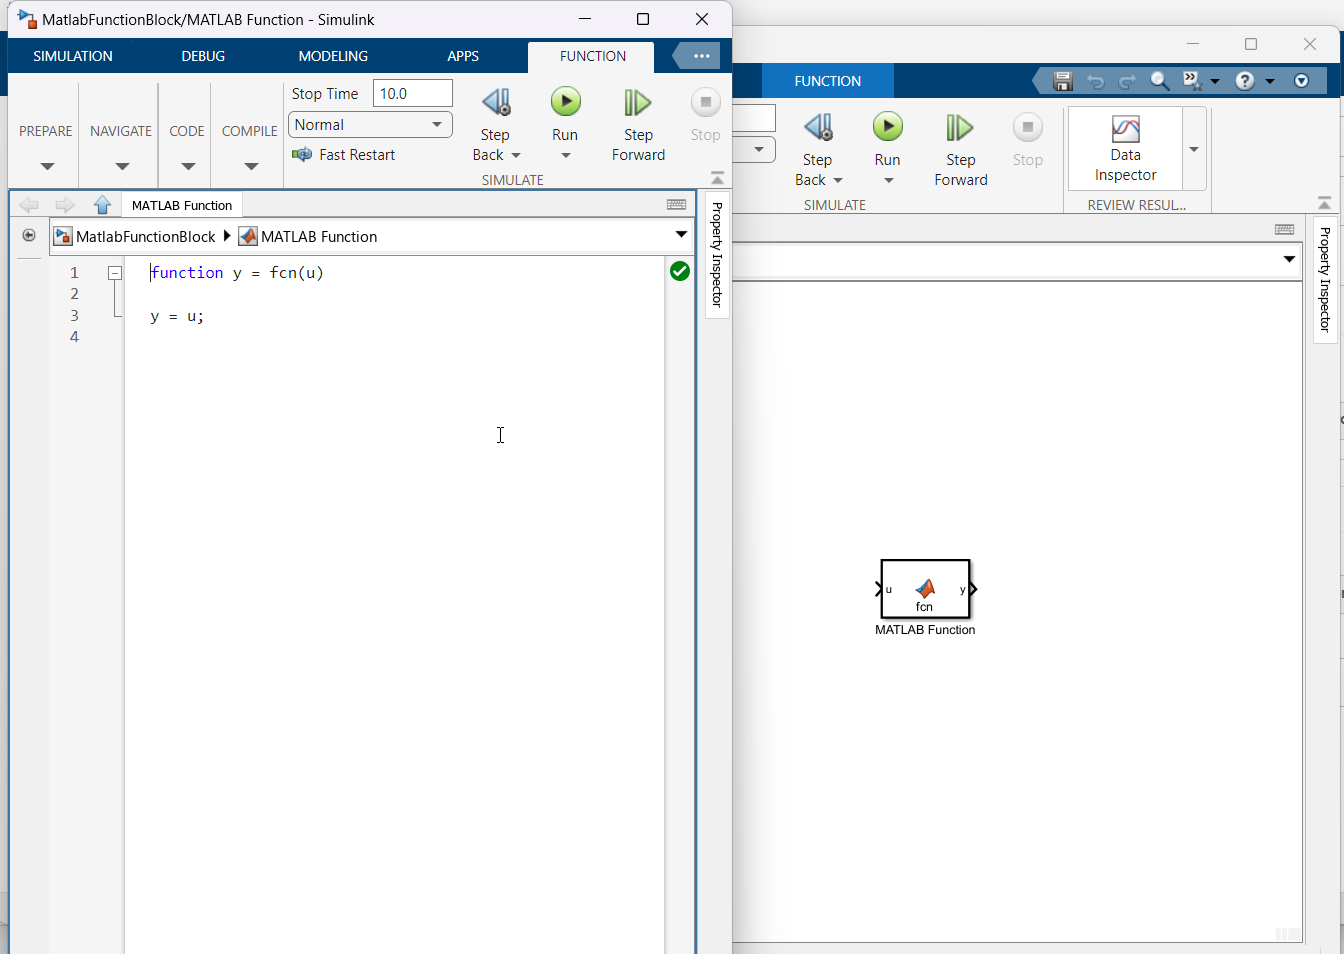 MatlabFunctionBlock/MATLAB Function - Simulink
SIMULATION DEBUG MODELING APPS FUNCTION
PREPARE NAVIGATE CODE COMPILE
Stop Time 10.0
Normal
Fast Restart
Step Back
Run
Step Forward
Stop
SIMULATE
MATLAB Function
MatlabFunctionBlock MATLAB Function
Property Inspector
1 function y = fcn(u)
2
3 y = u;
4
FUNCTION
Step Back
Run
Step Forward
Stop
SIMULATE
Data Inspector
REVIEW RESUL...
Property Inspector
u fcn y
MATLAB Function